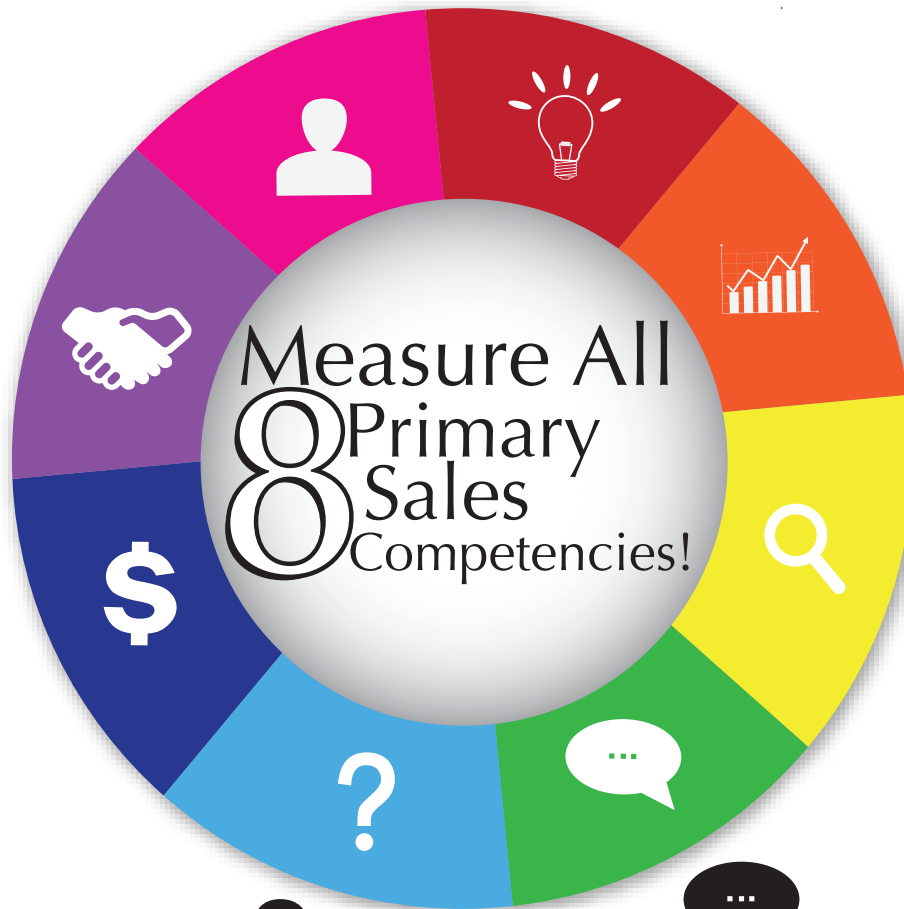 Measure All
8 Primary
Sales
Competencies!
$
?
...
...